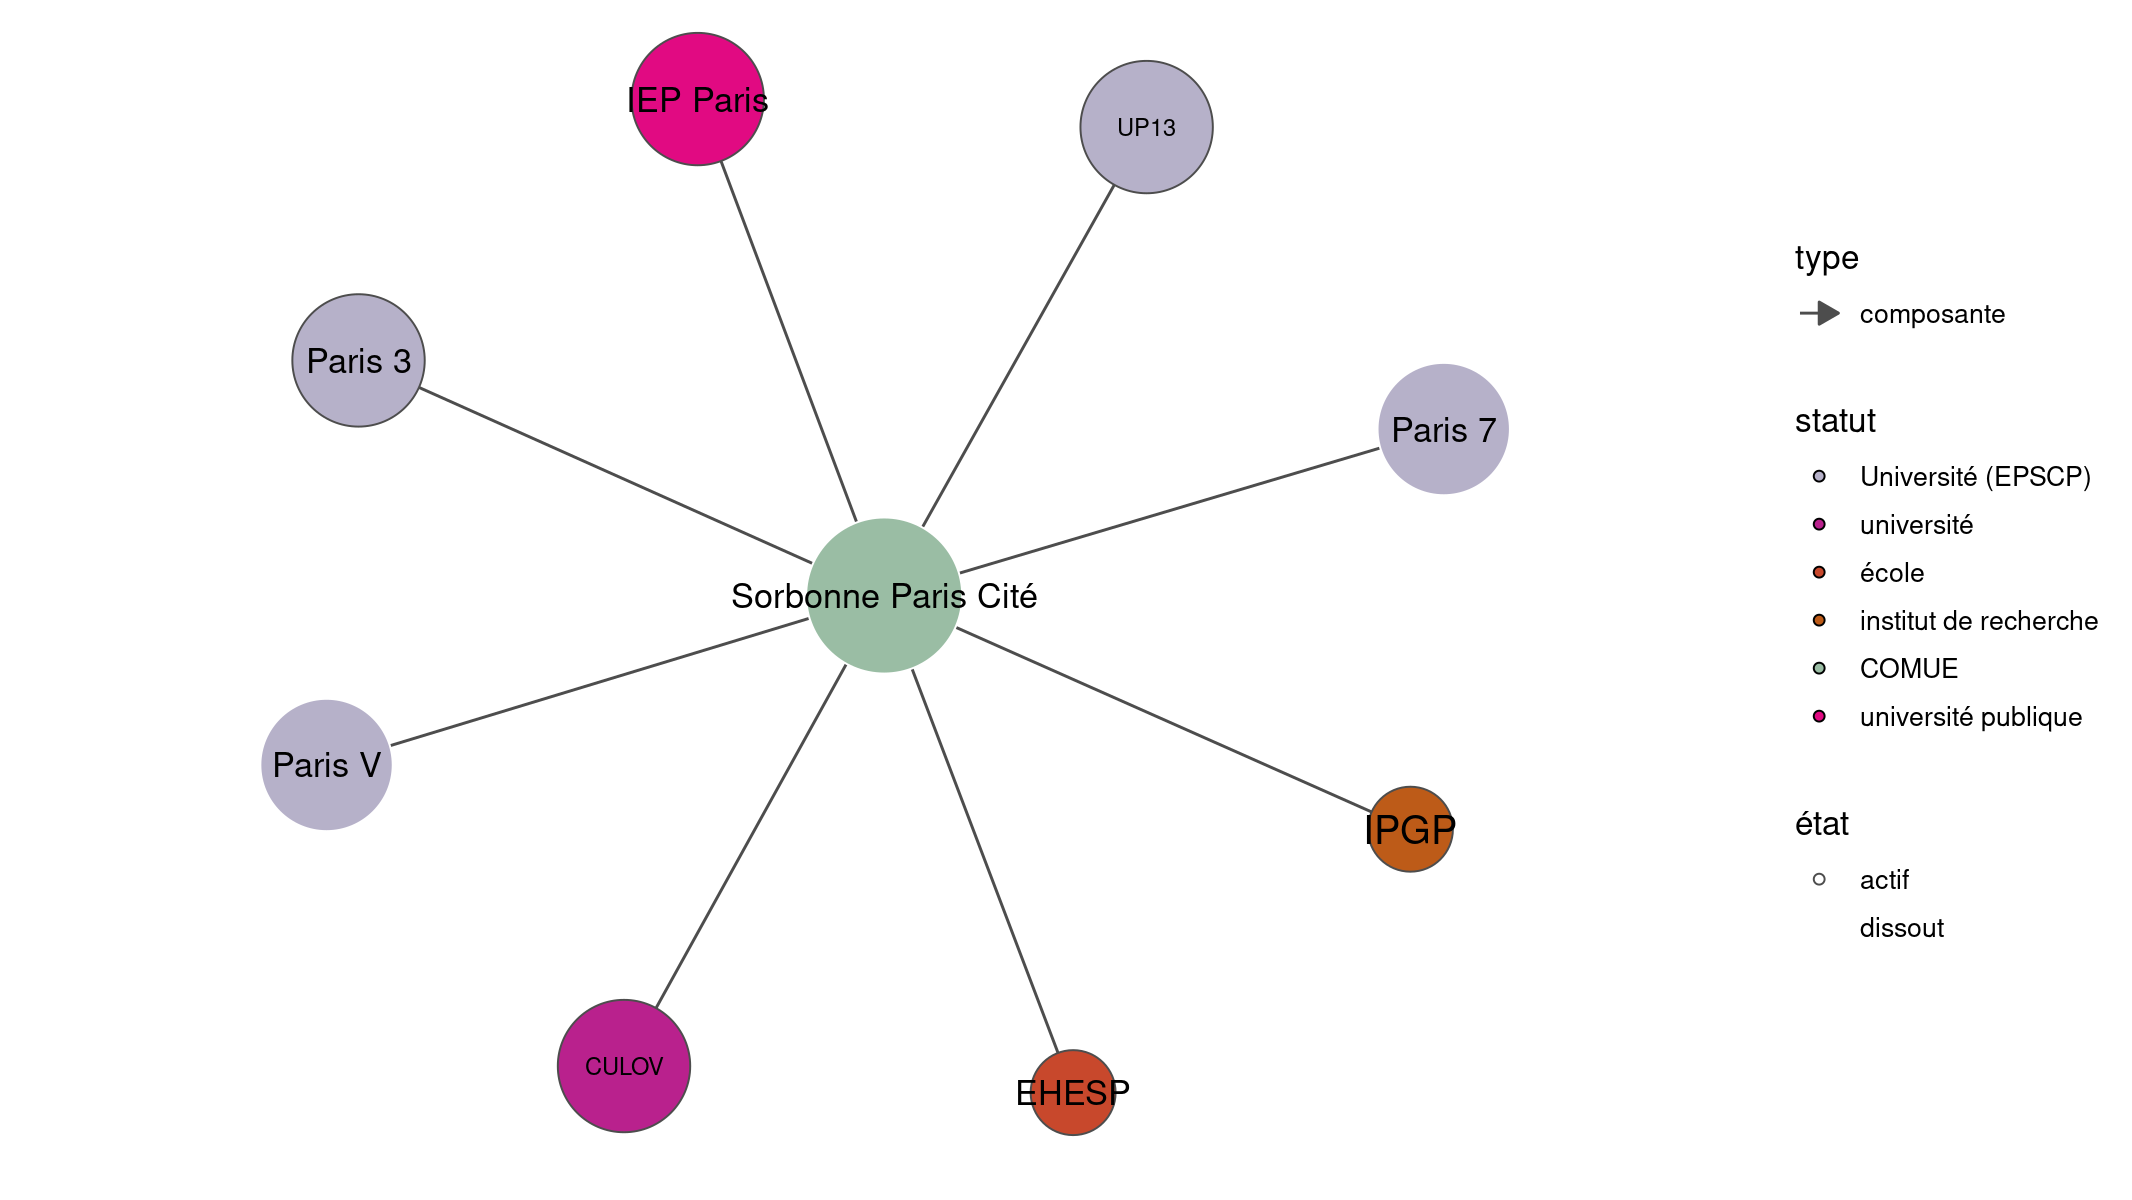 IEP Paris
UP13
Paris 3
Paris 7
Sorbonne Paris Cité
Paris V
IPGP
CULOV
EHESP
type
composante
statut
Université (EPSCP)
université
école
institut de recherche
COMUE
université publique
état
actif
dissout